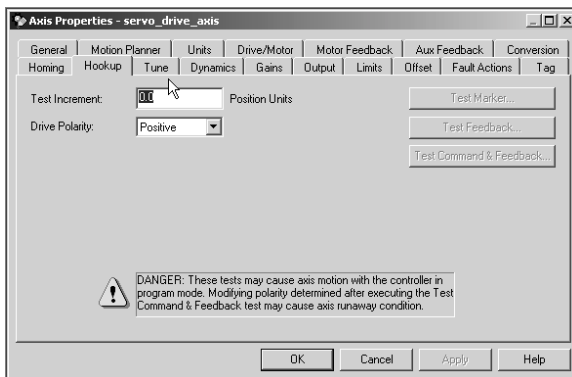 Axis Properties - servo_drive_axis
General Motion Planner Units Drive/Motor Motor Feedback Aux Feedback Conversion
Homing Hookup Tune Dynamics Gains Output Limits Offset Fault Actions Tag
Test Increment: 0.0 Position Units Test Marker...
Drive Polarity: Positive Test Feedback...
Test Command & Feedback...
DANGER: These tests may cause axis motion with the controller in
program mode. Modifying polarity determined after executing the Test
Command & Feedback test may cause axis runaway condition.
OK Cancel Apply Help